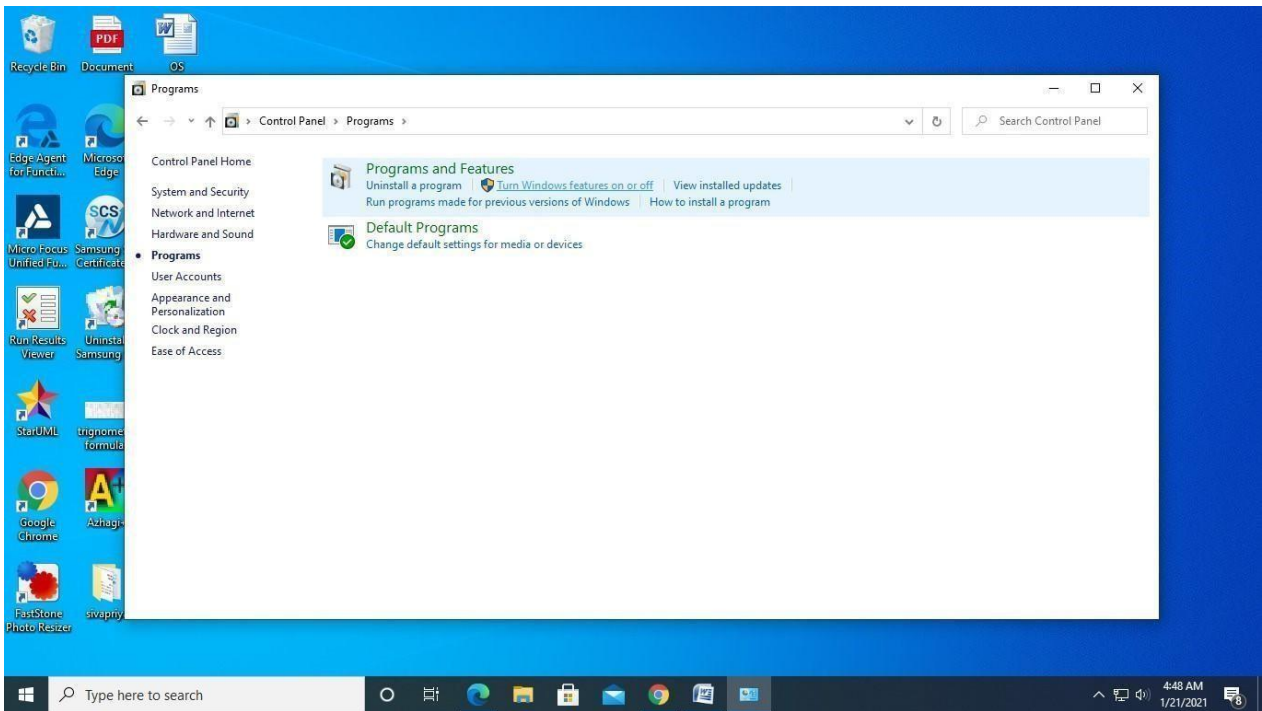 PDF
W
Recycle Bin
Document
OS
Programs
Control Panel > Programs >
Search Control Panel
Edge Agent
for Functi...
Microso
Edge
Control Panel Home
System and Security
Network and Internet
Hardware and Sound
Programs
User Accounts
Appearance and
Personalization
Clock and Region
Ease of Access
Programs and Features
Uninstall a program
Turn Windows features on or off
View installed updates
Run programs made for previous versions of Windows
How to install a program
Default Programs
Change default settings for media or devices
SCS
Micro Focus
Unified Fu...
Samsung
Certificate
Run Results
Viewer
Uninstal
Samsung
StarUML
trignome
formula
A+
Google
Chrome
Azhagi+
FastStone
Photo Resizer
sivapriy
Type here to search
W
4:48 AM
1/21/2021
8